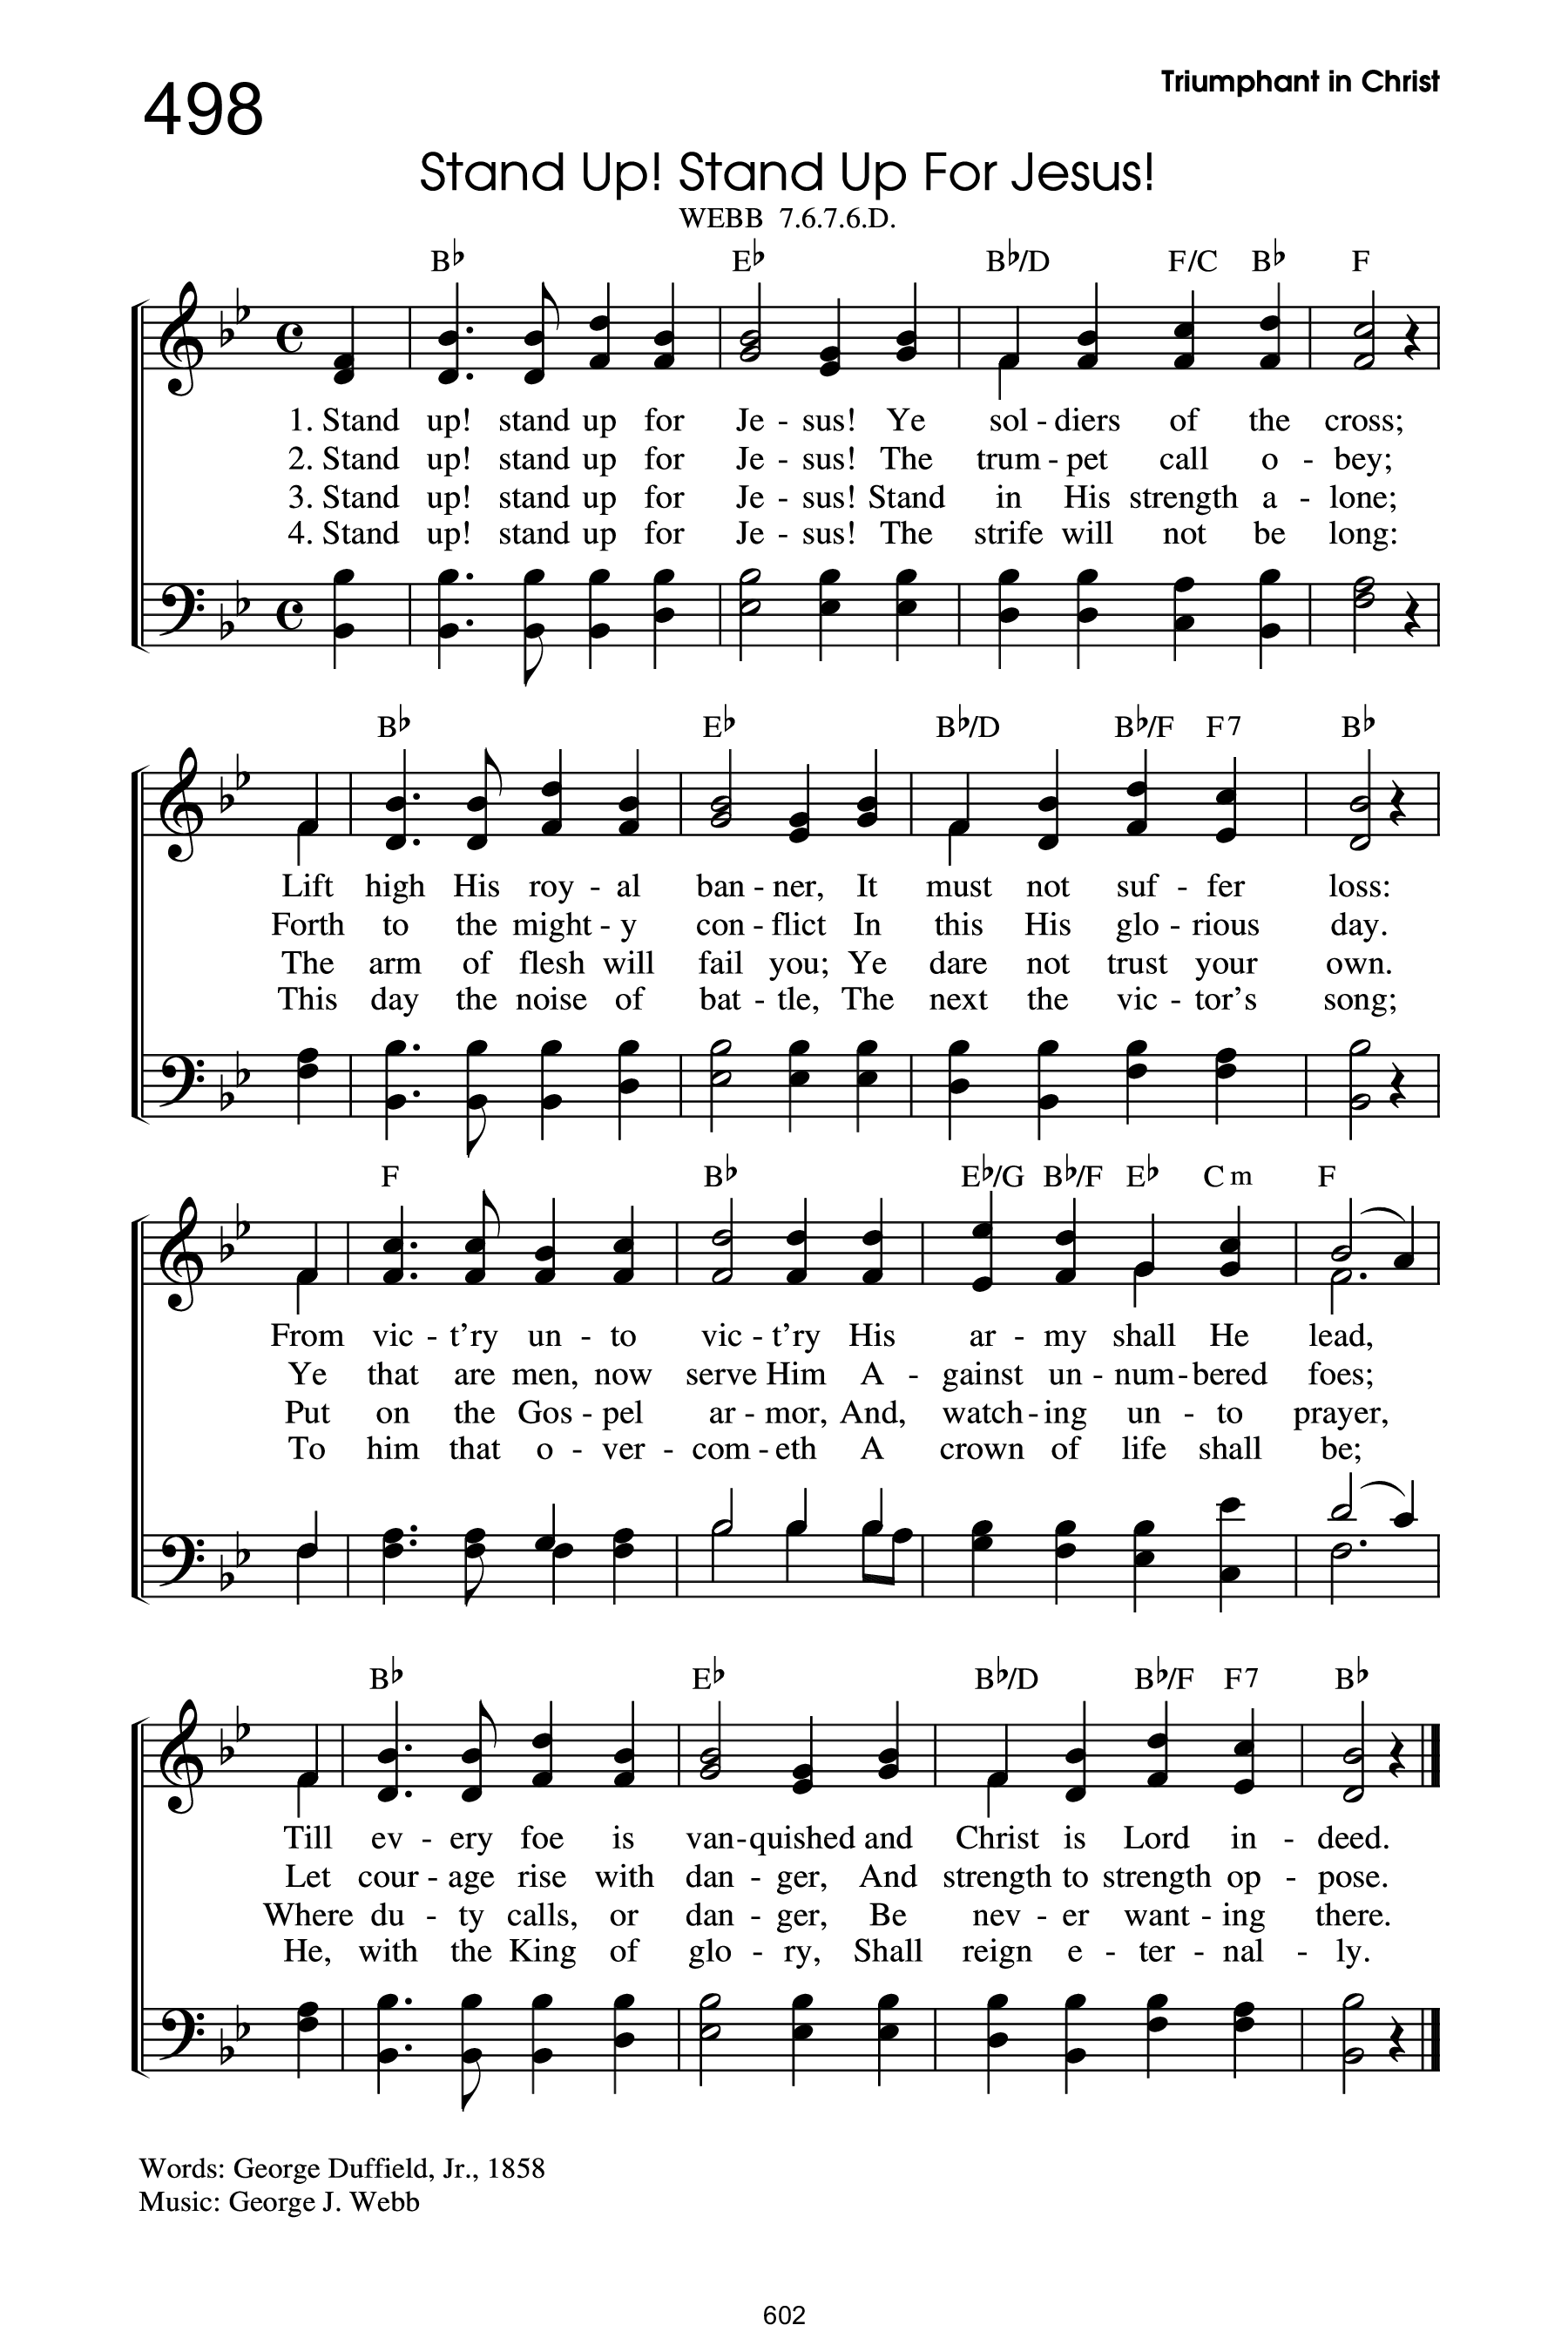 498
Triumphant in Christ
Stand Up! Stand Up For Jesus!
WEBB 7.6.7.6.D.
B♭ E♭ B♭/D F/C B♭ F
1. Stand up! stand up for Je - sus! Ye sol - diers of the cross;
2. Stand up! stand up for Je - sus! The trum - pet call o - bey;
3. Stand up! stand up for Je - sus! Stand in His strength a - lone;
4. Stand up! stand up for Je - sus! The strife will not be long:
B♭ E♭ B♭/D B♭/F F7 B♭
Lift high His roy - al ban - ner, It must not suf - fer loss:
Forth to the might - y con - flict In this His glo - rious day.
The arm of flesh will fail you; Ye dare not trust your own.
This day the noise of bat - tle, The next the vic - tor's song;
F B♭ E♭/G B♭/F E♭ Cm F
From vic - t'ry un - to vic - t'ry His ar - my shall He lead,
Ye that are men, now serve Him A - gainst un - num - bered foes;
Put on the Gos - pel ar - mor, And, watch - ing un - to prayer,
To him that o - ver - com - eth A crown of life shall be;
B♭ E♭ B♭/D B♭/F F7 B♭
Till ev - ery foe is van - quished and Christ is Lord in - deed.
Let cour - age rise with dan - ger, And strength to strength op - pose.
Where du - ty calls, or dan - ger, Be nev - er want - ing there.
He, with the King of glo - ry, Shall reign e - ter - nal - ly.
Words: George Duffield, Jr., 1858
Music: George J. Webb
602